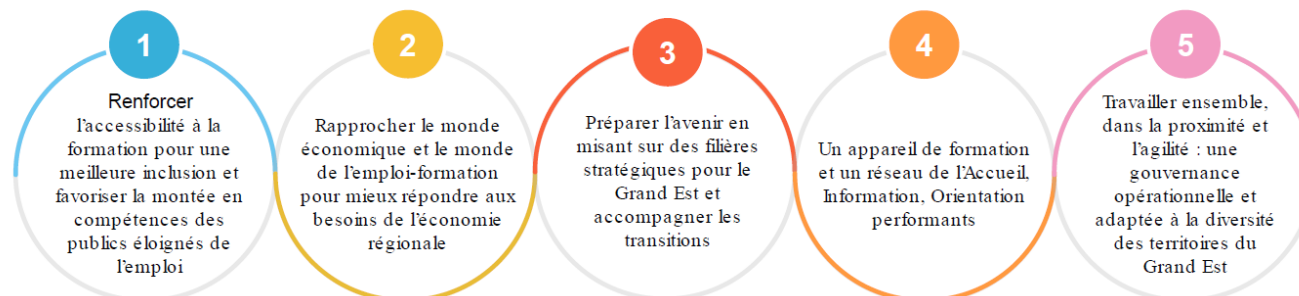 1
Renforcer
l’accessibilité à la
formation pour une
meilleure inclusion et
favoriser la montée en
compétences des
publics éloignés de
l’emploi
2
Rapprocher le monde
économique et le monde
de l’emploi-formation
pour mieux répondre aux
besoins de l’économie
régionale
3
Préparer l’avenir en
misant sur des filières
stratégiques pour le
Grand Est et
accompagner les
transitions
4
Un appareil de formation
et un réseau de l’Accueil,
Information, Orientation
performants
5
Travailler ensemble,
dans la proximité et
l’agilité : une
gouvernance
opérationnelle et
adaptée à la diversité
des territoires du
Grand Est